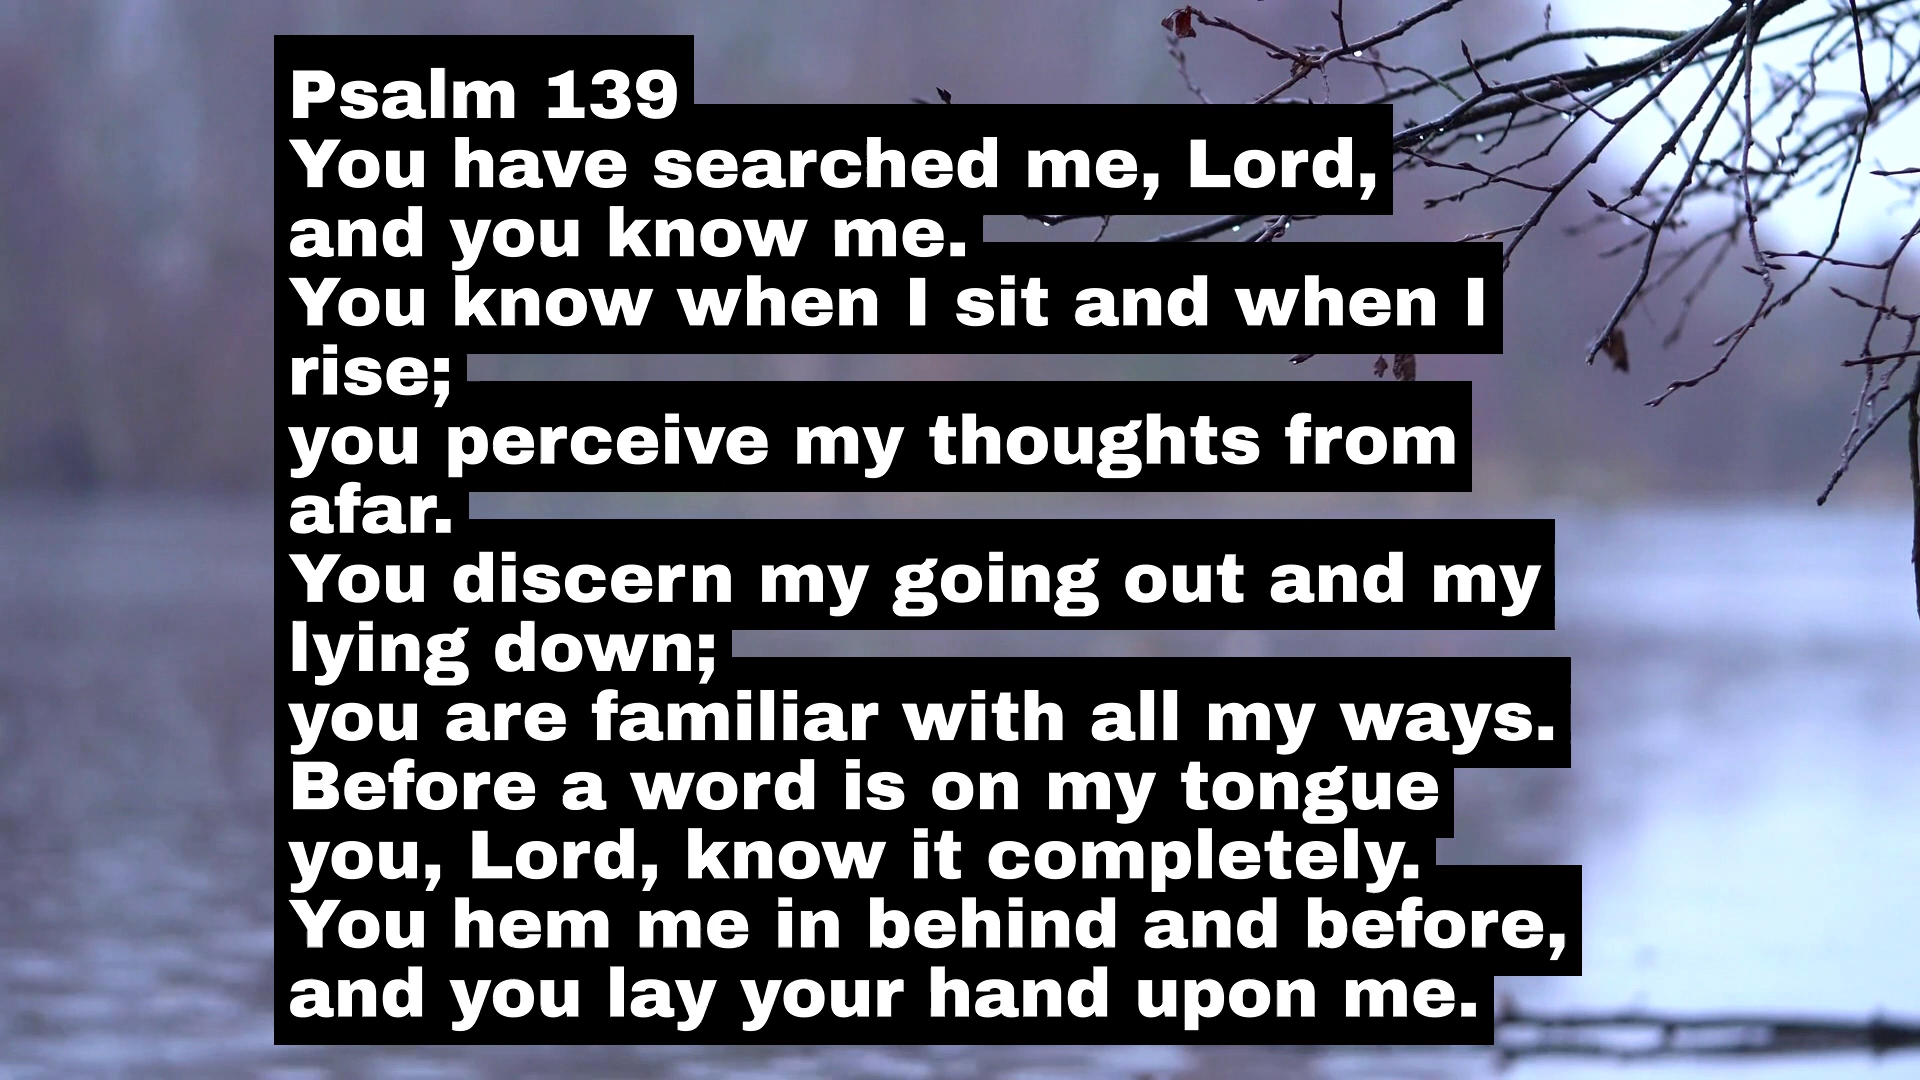 Psalm 139
You have searched me, Lord,
and you know me.
You know when I sit and when I
rise;
you perceive my thoughts from
afar.
You discern my going out and my
lying down;
you are familiar with all my ways.
Before a word is on my tongue
you, Lord, know it completely.
You hem me in behind and before,
and you lay your hand upon me.